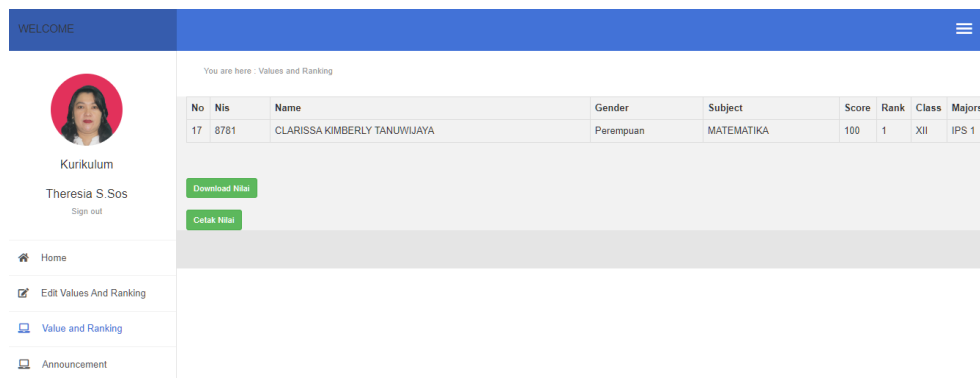 WELCOME
You are here : Values and Ranking
No Nis Name Gender Subject Score Rank Class Majors
17 8781 CLARISSA KIMBERLY TANUWIJAYA Perempuan MATEMATIKA 100 1 XII IPS 1
Kurikulum
Theresia S.Sos
Sign out
Download Nilai
Cetak Nilai
Home
Edit Values And Ranking
Value and Ranking
Announcement